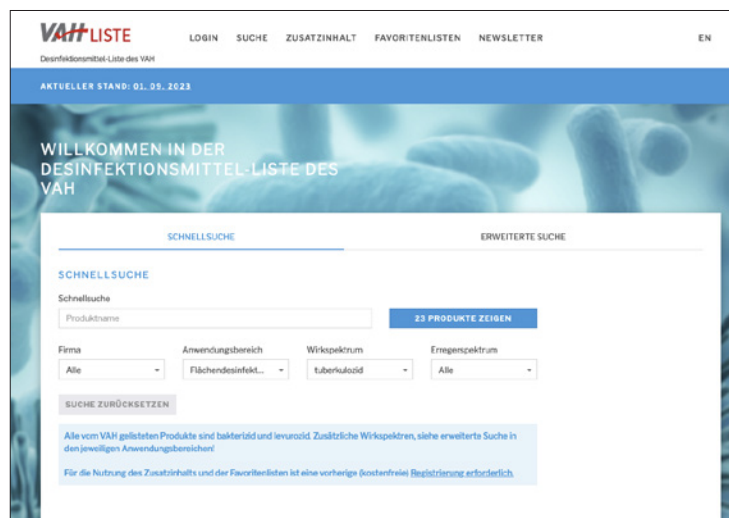 VAH LISTE
Desinfektionsmittel-Liste des VAH
LOGIN SUCHE ZUSATZINHALT FAVORITENLISTEN NEWSLETTER EN
AKTUELLER STAND: 01. 09. 2023
WILLKOMMEN IN DER
DESINFEKTIONSMITTEL-LISTE DES
VAH
SCHNELLSUCHE ERWEITERTE SUCHE
SCHNELLSUCHE
Schnellsuche
Produktname 23 PRODUKTE ZEIGEN
Firma Anwendungsbereich Wirkspektrum Erregerspektrum
Alle Flächendesinfekt... tuberkulozid Alle
SUCHE ZURÜCKSETZEN
Alle vom VAH gelisteten Produkte sind bakterizid und levurozid. Zusätzliche Wirkspektren, siehe erweiterte Suche in
den jeweiligen Anwendungsbereichen!
Für die Nutzung des Zusatzinhalts und der Favoritenlisten ist eine vorherige (kostenfreie) Registrierung erforderlich.